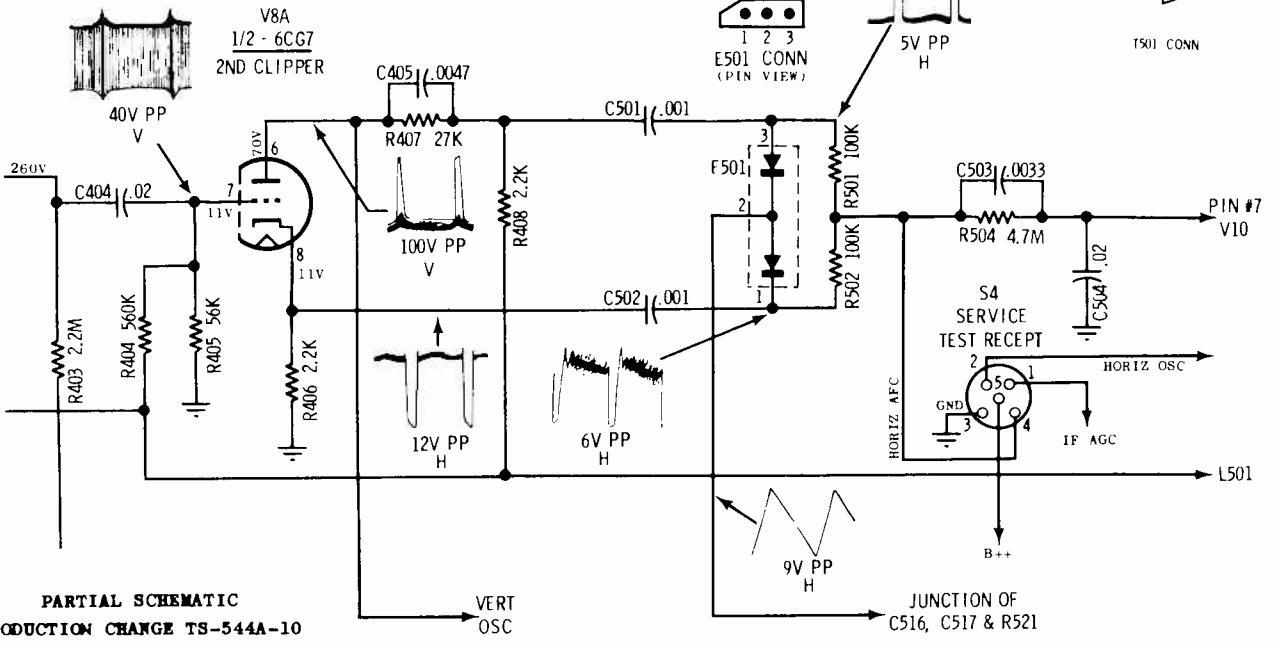 V8A
1/2 - 6CG7
2ND CLIPPER
1 2 3
E501 CONN
(PIN VIEW)
5V PP
H
T501 CONN
40V PP
V
C405 .0047
R407 27K
C501 .001
260V
C404 .02
7
11V
70V
6
8
11V
100V PP
V
R408 2.2K
3
E501
2
1
R501 100K
R502 100K
C503 .0033
R504 4.7M
PIN #7
V10
C504 .02
C502 .001
R403 2.2M
R404 560K
R405 56K
R406 2.2K
12V PP
H
6V PP
H
S4
SERVICE
TEST RECEPT
2
5
1
HORIZ OSC
GND
3
4
IF AGC
HORIZ AFC
L501
B++
9V PP
H
VERT
OSC
JUNCTION OF
C516, C517 & R521
PARTIAL SCHEMATIC
ODUCTION CHANGE TS-544A-10